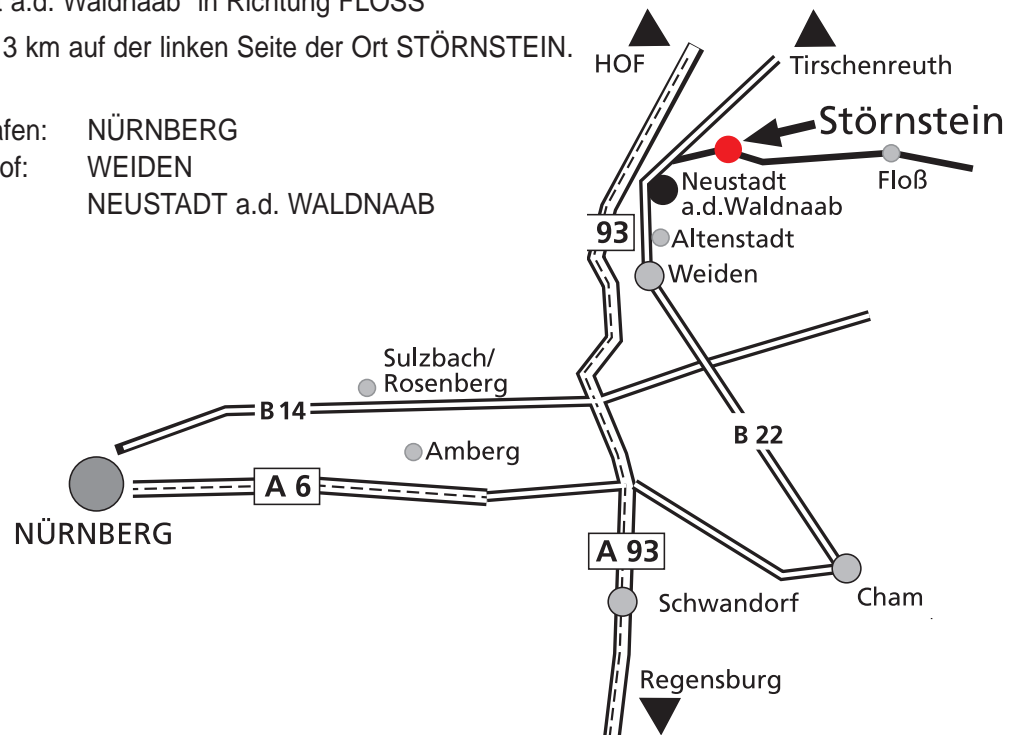 a.d. Waldnaab" in Richtung FLOSS
3 km auf der linken Seite der Ort STÖRNSTEIN.
NÜRNBERG
WEIDEN
NEUSTADT a.d. WALDNAAB
HOF
Tirschenreuth
Störnstein
Floß
Neustadt
a.d.Waldnaab
93
Altenstadt
Weiden
Sulzbach/
Rosenberg
B 14
B 22
Amberg
A 6
NÜRNBERG
A 93
Schwandorf
Cham
Regensburg